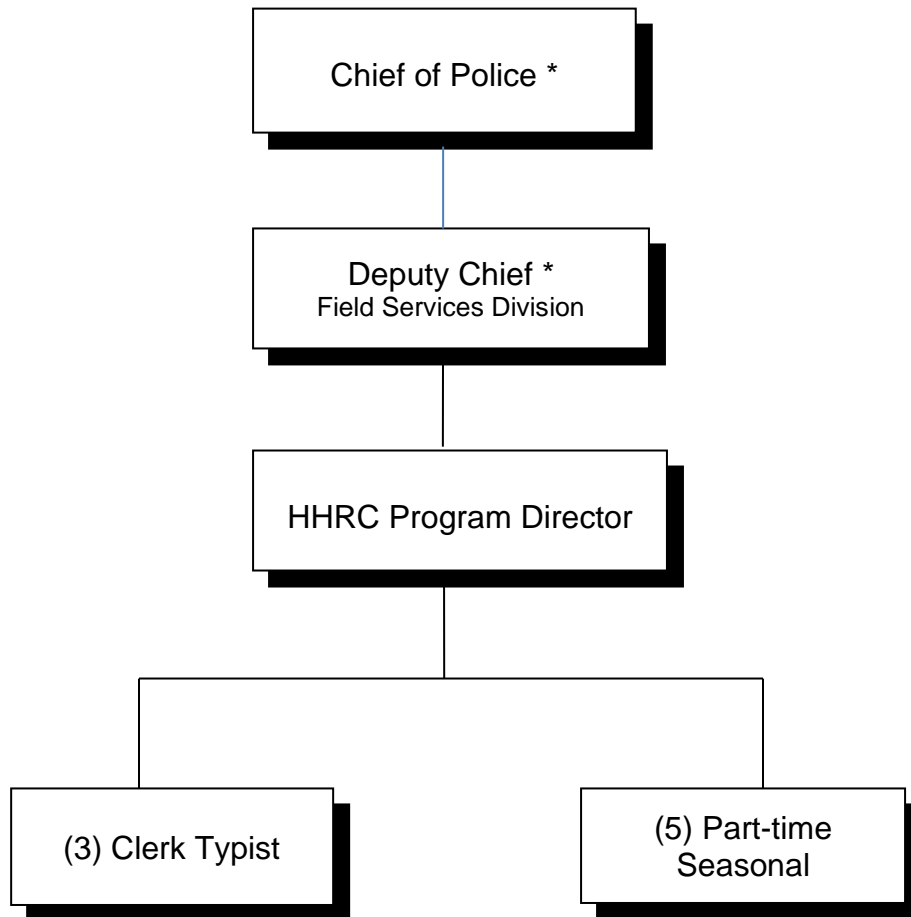 Chief of Police *
Deputy Chief *
Field Services Division
HHRC Program Director
(3) Clerk Typist
(5) Part-time
Seasonal